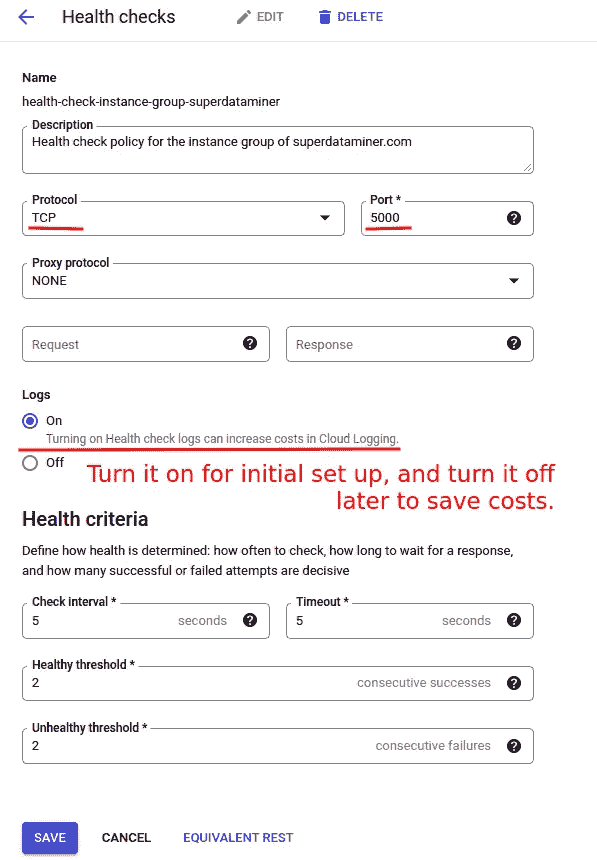 Health checks
EDIT
DELETE
Name
health-check-instance-group-superdataminer
Description
Health check policy for the instance group of superdataminer.com
Protocol
TCP
Port *
5000
Proxy protocol
NONE
Request
Response
Logs
On
Turning on Health check logs can increase costs in Cloud Logging.
Off
Turn it on for initial set up, and turn it off
later to save costs.
Health criteria
Define how health is determined: how often to check, how long to wait for a response,
and how many successful or failed attempts are decisive
Check interval *
5 seconds
Timeout *
5 seconds
Healthy threshold *
2 consecutive successes
Unhealthy threshold *
2 consecutive failures
SAVE
CANCEL
EQUIVALENT REST